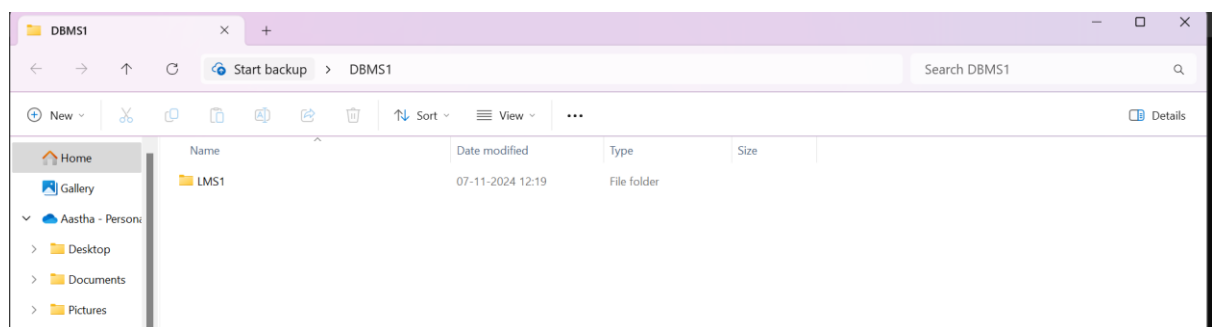 DBMS1
Start backup > DBMS1 Search DBMS1
New Sort View Details
Name Date modified Type Size
LMS1 07-11-2024 12:19 File folder
Home
Gallery
Aastha - Persona
Desktop
Documents
Pictures